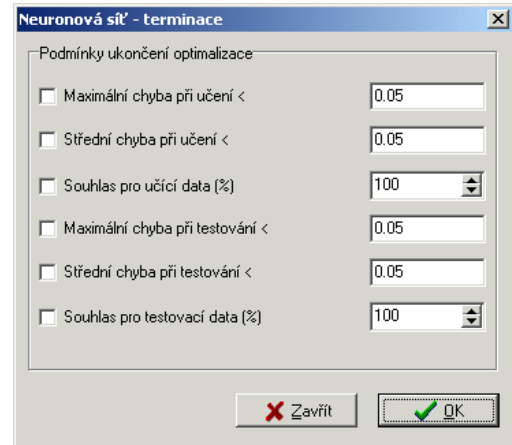 Neuronová síť - terminace
Podmínky ukončení optimalizace
Maximální chyba při učení < 0.05
Střední chyba při učení < 0.05
Souhlas pro učící data (%) 100
Maximální chyba při testování < 0.05
Střední chyba při testování < 0.05
Souhlas pro testovací data (%) 100
Zavřít OK